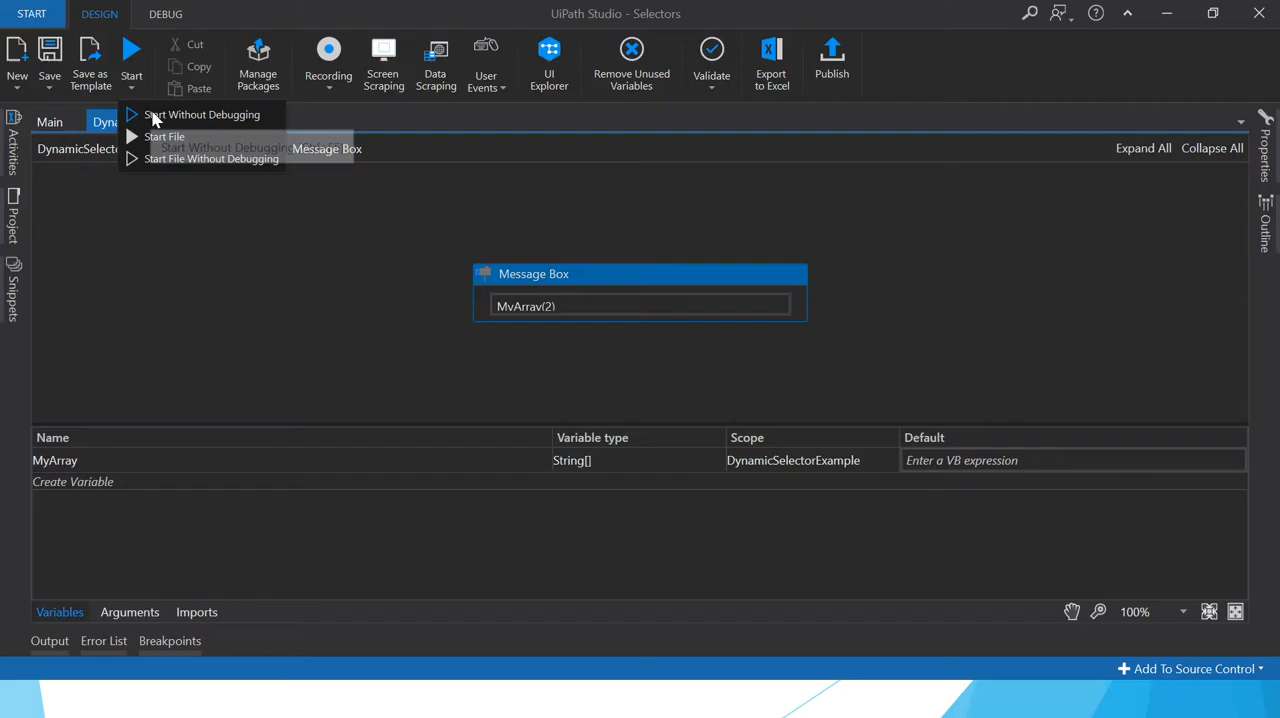 START
DESIGN
DEBUG
UiPath Studio - Selectors
New
Save
Save as
Template
Start
Cut
Copy
Paste
Manage
Packages
Recording
Screen
Scraping
Data
Scraping
User
Events
UI
Explorer
Remove Unused
Variables
Validate
Export
to Excel
Publish
Start Without Debugging
Start File
Start File Without Debugging
Start Without Debugging
Main
Dyna
DynamicSelecto
Message Box
Expand All
Collapse All
Activities
Project
Snippets
Properties
Outline
Message Box
MyArray(2)
Name
Variable type
Scope
Default
MyArray
String[]
DynamicSelectorExample
Enter a VB expression
Create Variable
Variables
Arguments
Imports
100%
Output
Error List
Breakpoints
Add To Source Control